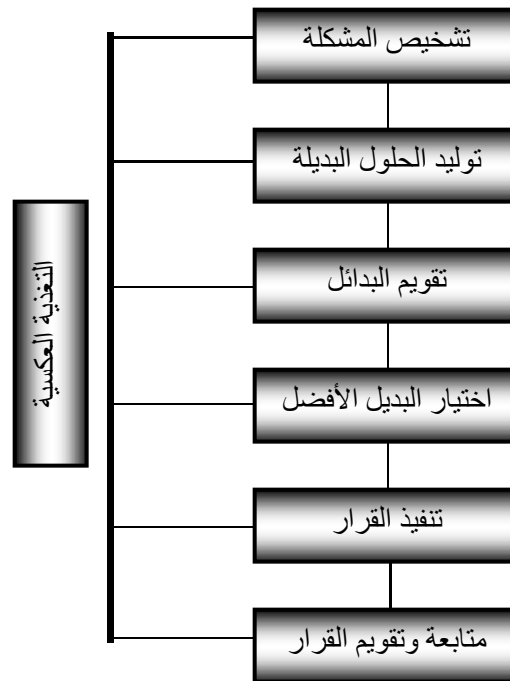 تشخيص المشكلة
توليد الحلول البديلة
تقويم البدائل
اختيار البديل الأفضل
تنفيذ القرار
متابعة وتقويم القرار
التغذية العكسية